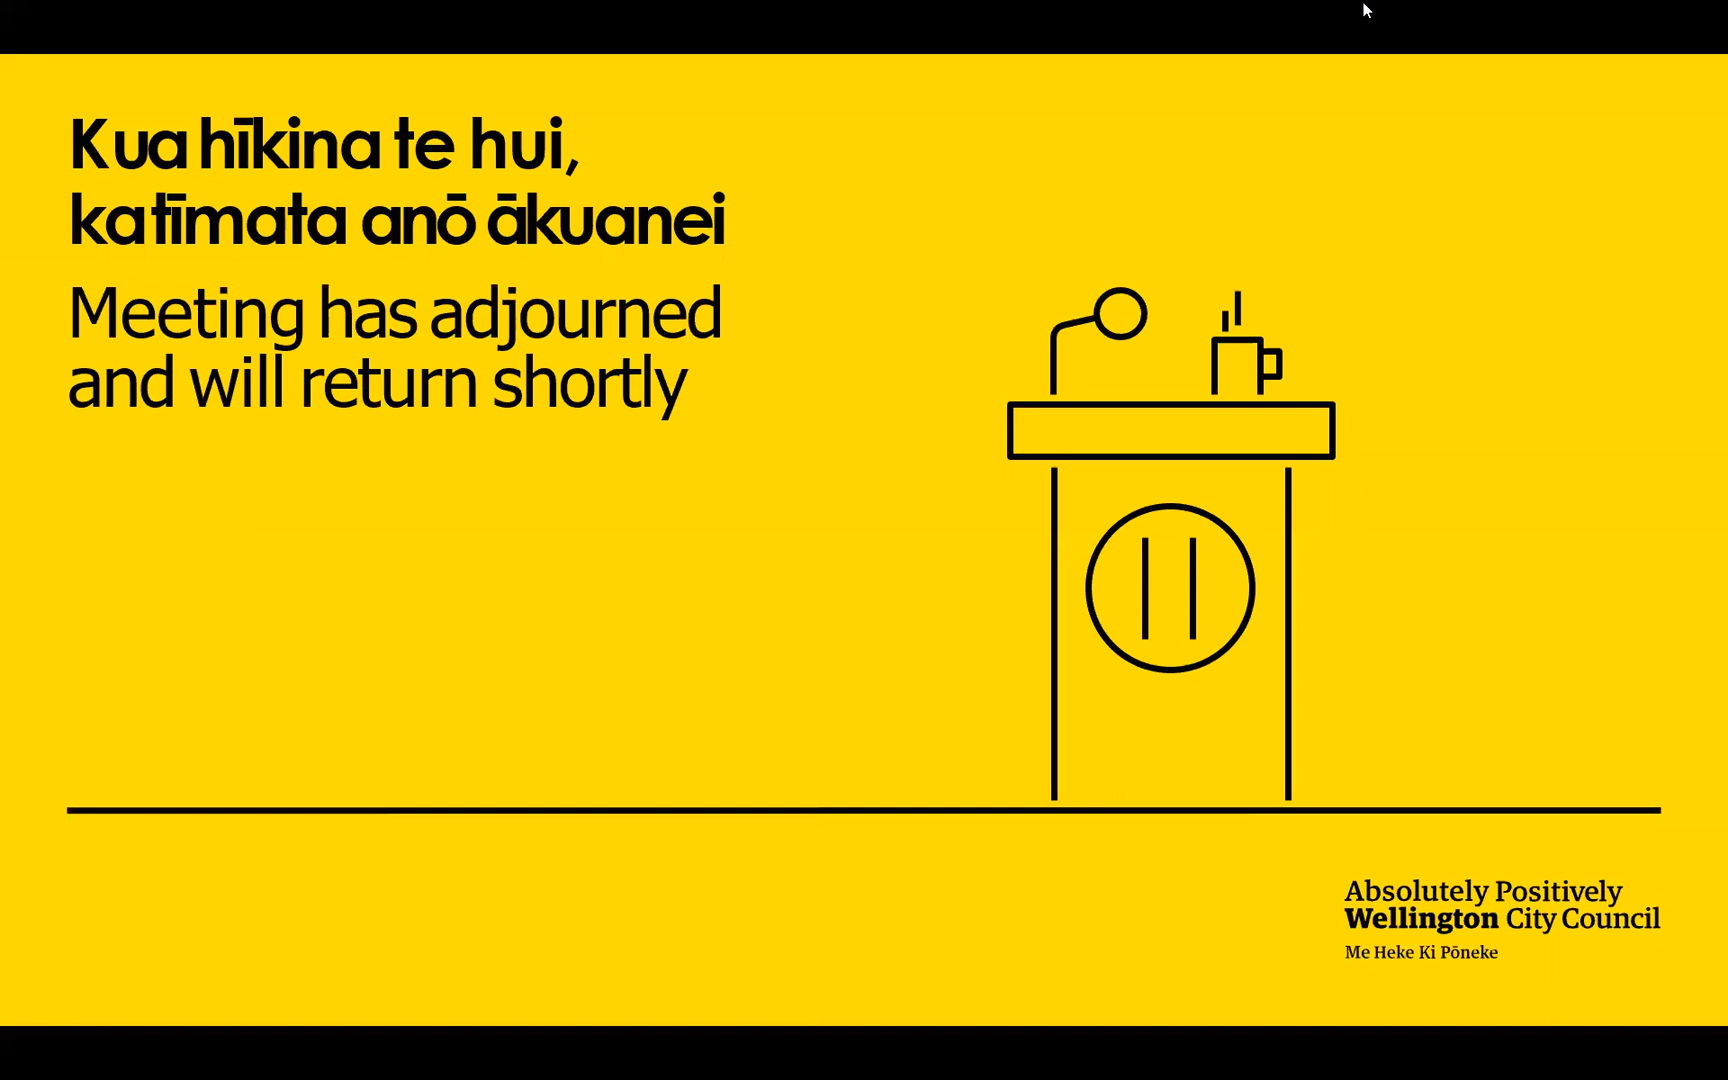 Kua hīkina te hui,
ka tīmata anō ākuanei
Meeting has adjourned
and will return shortly
Absolutely Positively
Wellington City Council
Me Heke Ki Pōneke